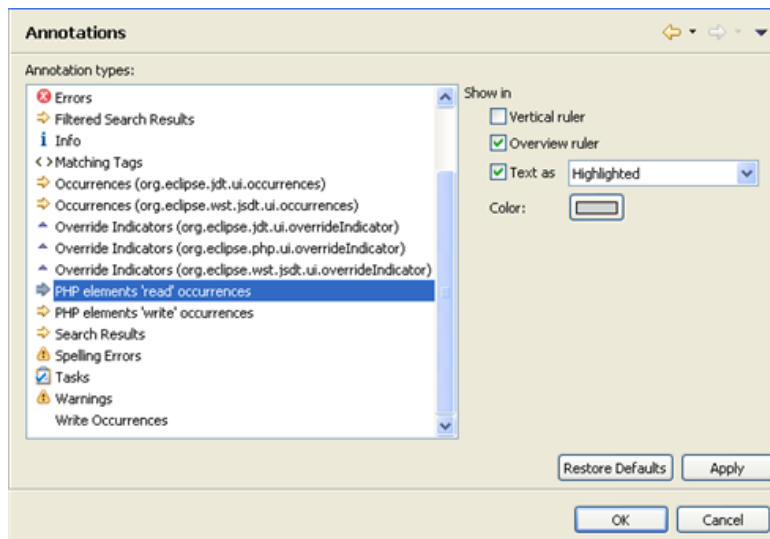 Annotations
Annotation types:
Errors
Filtered Search Results
Info
Matching Tags
Occurrences (org.eclipse.jdt.ui.occurrences)
Occurrences (org.eclipse.wst.jsdt.ui.occurrences)
Override Indicators (org.eclipse.jdt.ui.overrideIndicator)
Override Indicators (org.eclipse.php.ui.overrideIndicator)
Override Indicators (org.eclipse.wst.jsdt.ui.overrideIndicator)
PHP elements 'read' occurrences
PHP elements 'write' occurrences
Search Results
Spelling Errors
Tasks
Warnings
Write Occurrences
Show in
Vertical ruler
Overview ruler
Text as Highlighted
Color:
Restore Defaults Apply
OK Cancel